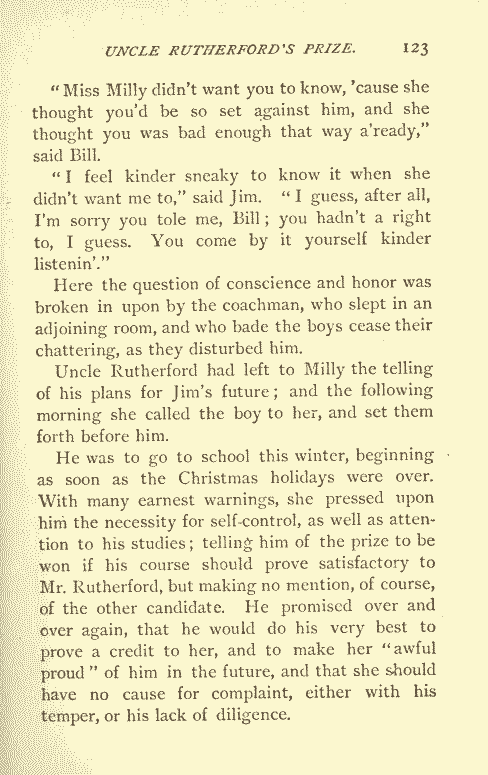 UNCLE RUTHERFORD'S PRIZE. 123
"Miss Milly didn't want you to know, 'cause she
thought you'd be so set against him, and she
thought you was bad enough that way a'ready,"
said Bill.
"I feel kinder sneaky to know it when she
didn't want me to," said Jim. "I guess, after all,
I'm sorry you tole me, Bill; you hadn't a right
to, I guess. You come by it yourself kinder
listenin'."
Here the question of conscience and honor was
broken in upon by the coachman, who slept in an
adjoining room, and who bade the boys cease their
chattering, as they disturbed him.
Uncle Rutherford had left to Milly the telling
of his plans for Jim's future; and the following
morning she called the boy to her, and set them
forth before him.
He was to go to school this winter, beginning
as soon as the Christmas holidays were over.
With many earnest warnings, she pressed upon
him the necessity for self-control, as well as atten-
tion to his studies; telling him of the prize to be
won if his course should prove satisfactory to
Mr. Rutherford, but making no mention, of course,
of the other candidate. He promised over and
over again, that he would do his very best to
prove a credit to her, and to make her "awful
proud" of him in the future, and that she should
have no cause for complaint, either with his
temper, or his lack of diligence.